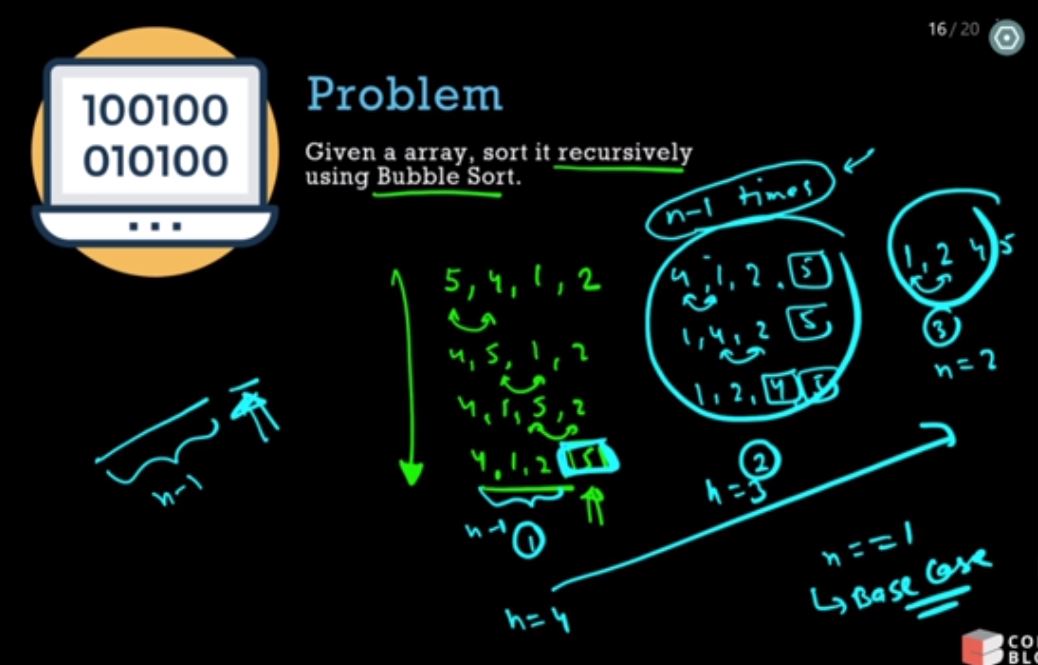 16 / 20
100100
010100
Problem
Given a array, sort it recursively
using Bubble Sort.
n-1 times
5, 4, 1, 2
4, 5, 1, 2
4, 1, 5, 2
4, 1, 2 5
n-1
1
n=4
4, 1, 2, 5
1, 4, 2 5
1, 2, 4 5
2
n=3
1, 2 4 5
3
n=2
n-1
n==1
Base Case